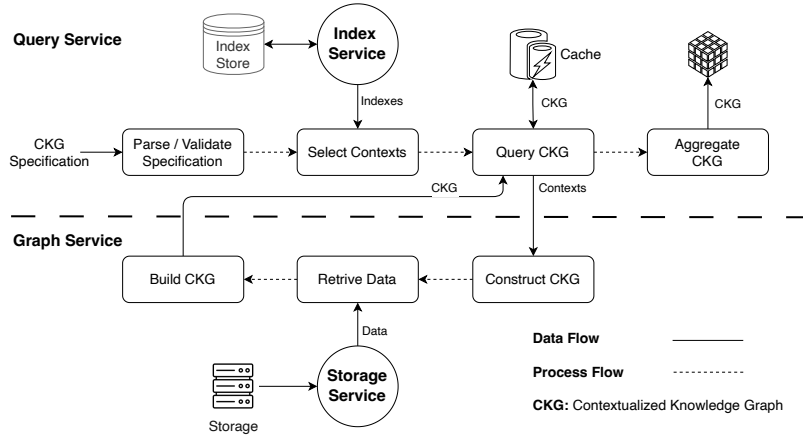 Query Service
Index
Store
Index
Service
Cache
Indexes
CKG
CKG
CKG
Specification
Parse / Validate
Specification
Select Contexts
Query CKG
Aggregate
CKG
CKG
Contexts
Graph Service
Build CKG
Retrive Data
Construct CKG
Data
Data Flow
Process Flow
Storage
Service
CKG: Contextualized Knowledge Graph
Storage